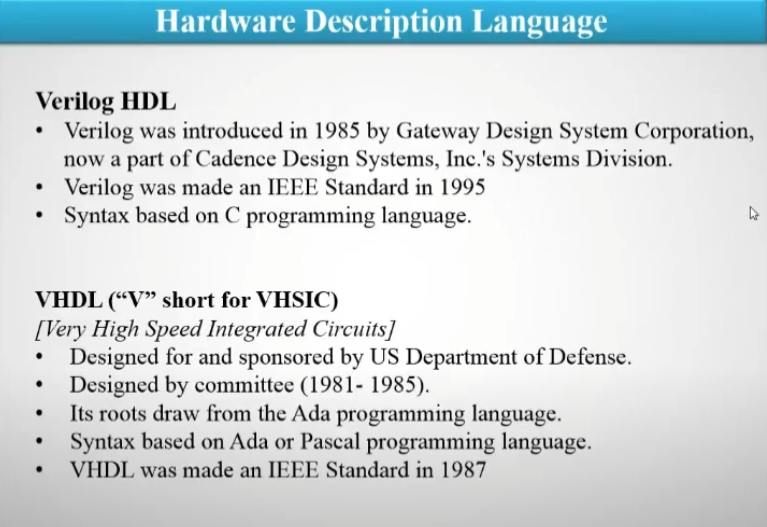 Hardware Description Language
Verilog HDL
• Verilog was introduced in 1985 by Gateway Design System Corporation,
now a part of Cadence Design Systems, Inc.'s Systems Division.
• Verilog was made an IEEE Standard in 1995
• Syntax based on C programming language.
VHDL (“V” short for VHSIC)
[Very High Speed Integrated Circuits]
• Designed for and sponsored by US Department of Defense.
• Designed by committee (1981- 1985).
• Its roots draw from the Ada programming language.
• Syntax based on Ada or Pascal programming language.
• VHDL was made an IEEE Standard in 1987